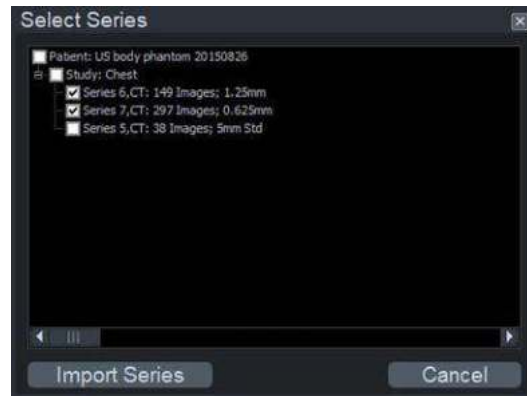 Select Series
Patient: US body phantom 20150826
Study: Chest
Series 6,CT: 149 Images; 1.25mm
Series 7,CT: 297 Images; 0.625mm
Series 5,CT: 38 Images; 5mm Std
Import Series
Cancel